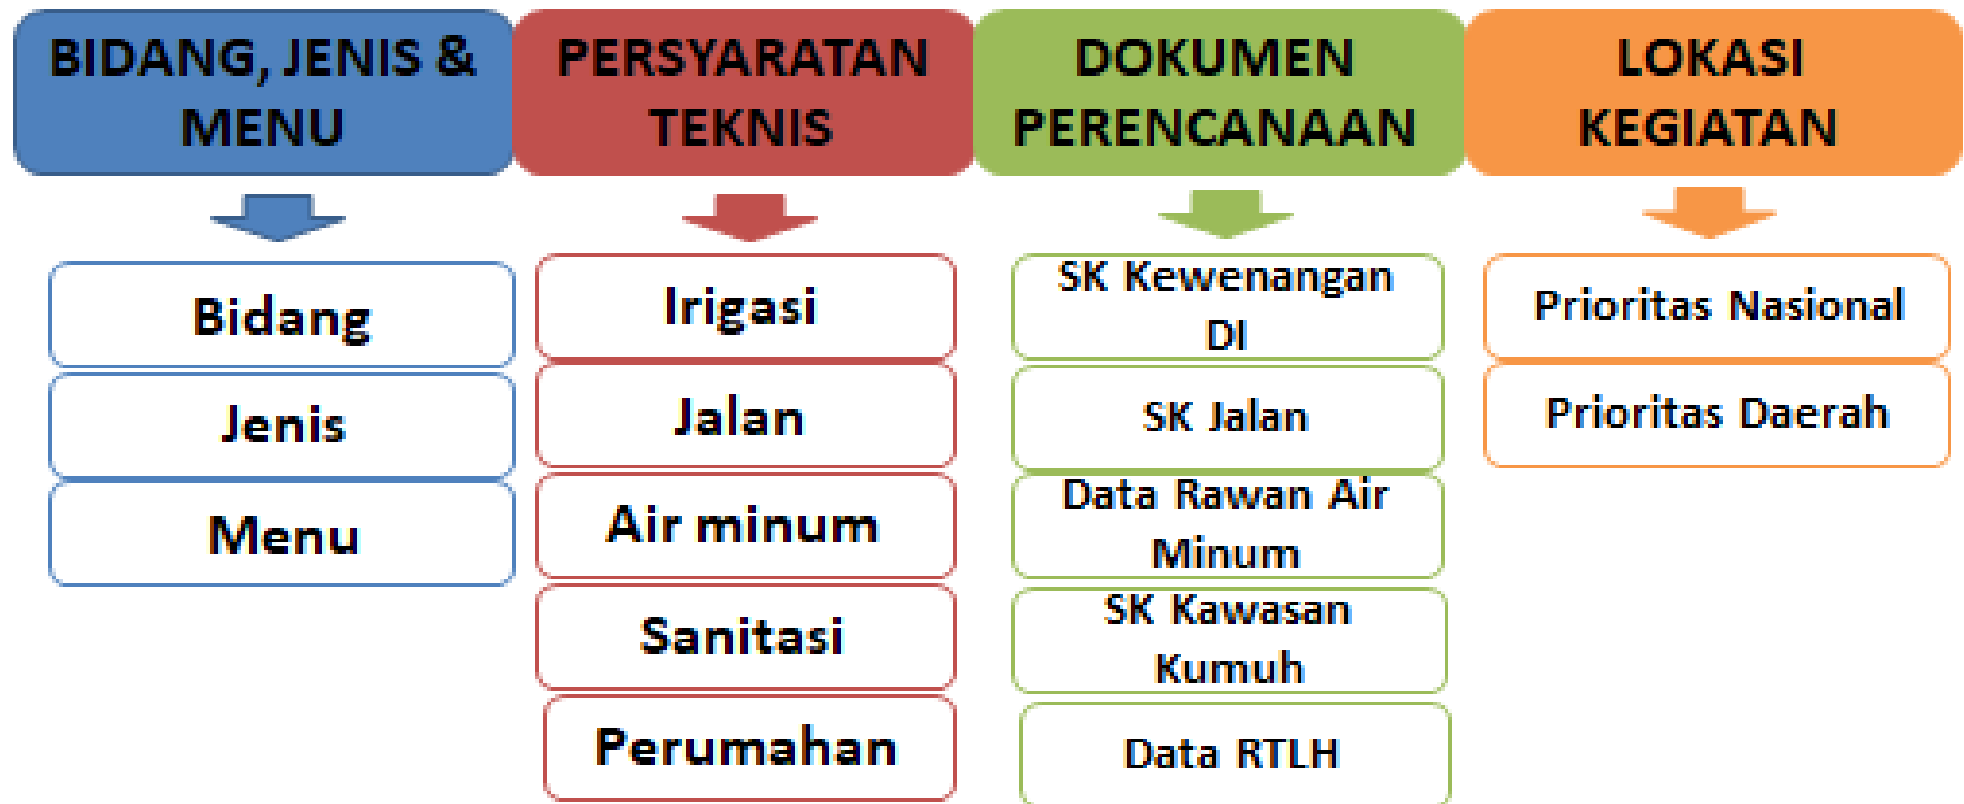 BIDANG, JENIS &
MENU
Bidang
Jenis
Menu
PERSYARATAN
TEKNIS
Irigasi
Jalan
Air minum
Sanitasi
Perumahan
DOKUMEN
PERENCANAAN
SK Kewenangan
DI
SK Jalan
Data Rawan Air
Minum
SK Kawasan
Kumuh
Data RTLH
LOKASI
KEGIATAN
Prioritas Nasional
Prioritas Daerah